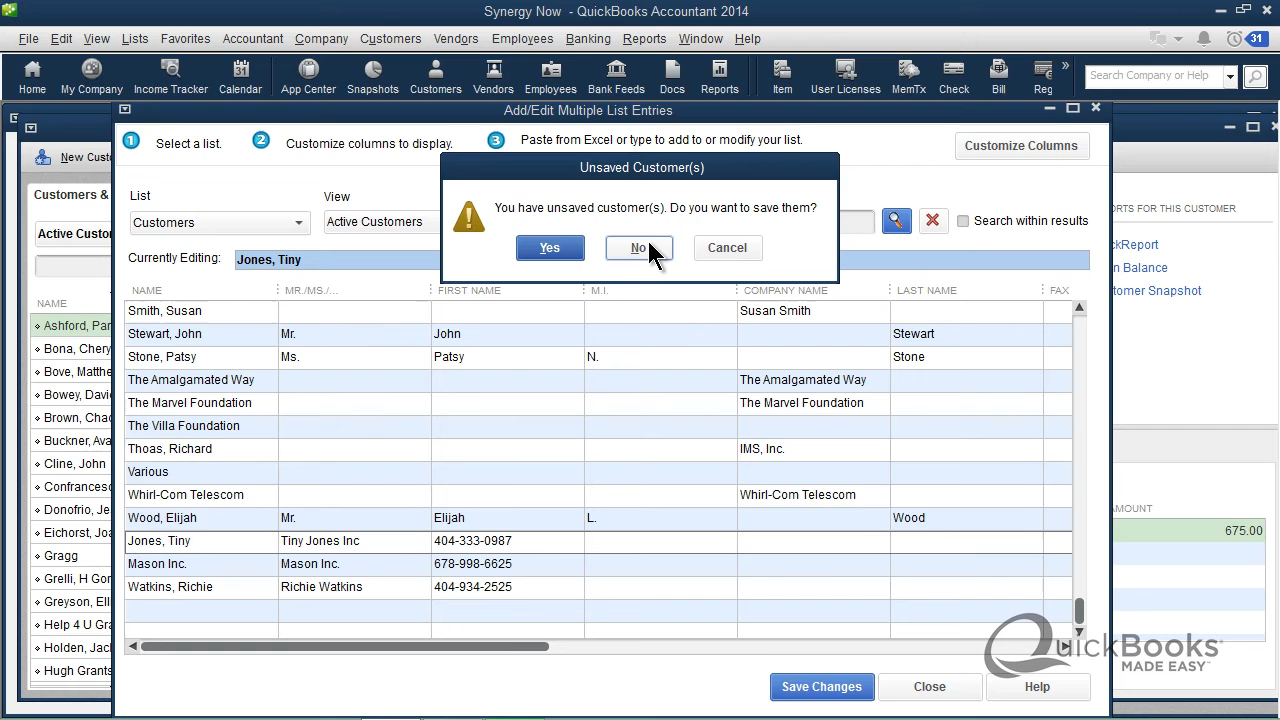 Synergy Now - QuickBooks Accountant 2014
File Edit View Lists Favorites Accountant Company Customers Vendors Employees Banking Reports Window Help
31
Home My Company Income Tracker Calendar App Center Snapshots Customers Vendors Employees Bank Feeds Docs Reports Item User Licenses MemTx Check Bill Reg » Search Company or Help
Add/Edit Multiple List Entries
1 Select a list. 2 Customize columns to display. 3 Paste from Excel or type to add to or modify your list.
Customize Columns
New Cust
Customers &
Active Custom
NAME
Ashford, Par
Bona, Chery
Bove, Matthe
Bowey, Davi
Brown, Chac
Buckner, Ava
Cline, John
Confrances
Donofrio, Je
Eichorst, Joa
Gragg
Grelli, H Gor
Greyson, Ell
Help 4 U Gra
Holden, Jack
Hugh Grants
List View
Customers Active Customers
Search within results
Currently Editing: Jones, Tiny
Unsaved Customer(s)
You have unsaved customer(s). Do you want to save them?
Yes No Cancel
NAME MR./MS./... FIRST NAME M.I. COMPANY NAME LAST NAME FAX
Smith, Susan Susan Smith
Stewart, John Mr. John Stewart
Stone, Patsy Ms. Patsy N. Stone
The Amalgamated Way The Amalgamated Way
The Marvel Foundation The Marvel Foundation
The Villa Foundation
Thoas, Richard IMS, Inc.
Various
Whirl-Com Telescom Whirl-Com Telescom
Wood, Elijah Mr. Elijah L. Wood
Jones, Tiny Tiny Jones Inc 404-333-0987
Mason Inc. Mason Inc. 678-998-6625
Watkins, Richie Richie Watkins 404-934-2525
Save Changes Close Help
ORTS FOR THIS CUSTOMER
ckReport
n Balance
tomer Snapshot
AMOUNT
675.00
QuickBooks
MADE EASY™